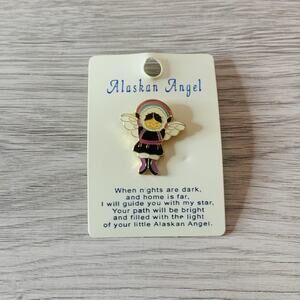 Alaskan Angel
When nights are dark,
and home is far,
I will guide you with my star,
Your path will be bright
and filled with the light
of your little Alaskan Angel.